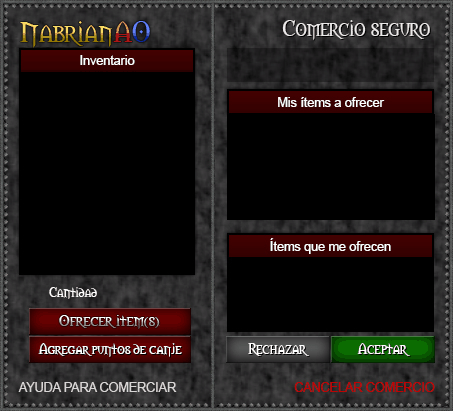 NABRIANAO
Inventario
Cantidad
OFRECER ITEM(S)
AGREGAR PUNTOS DE CANJE
AYUDA PARA COMERCIAR
COMERCIO SEGURO
Mis ítems a ofrecer
Ítems que me ofrecen
RECHAZAR
ACEPTAR
CANCELAR COMERCIO